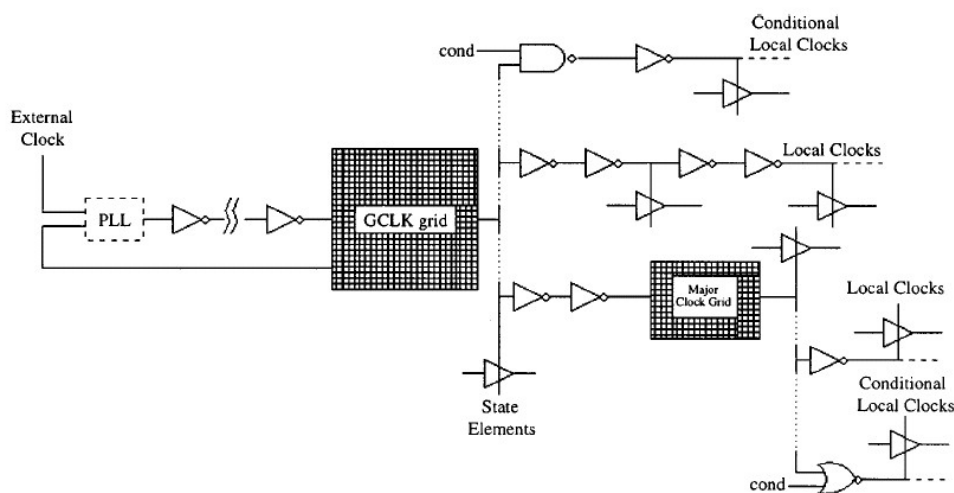 Conditional
Local Clocks
cond
External
Clock
Local Clocks
PLL
GCLK grid
Major
Clock Grid
Local Clocks
State
Elements
Conditional
Local Clocks
cond